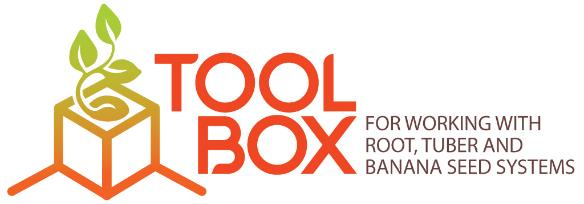 TOOL
BOX
FOR WORKING WITH
ROOT, TUBER AND
BANANA SEED SYSTEMS